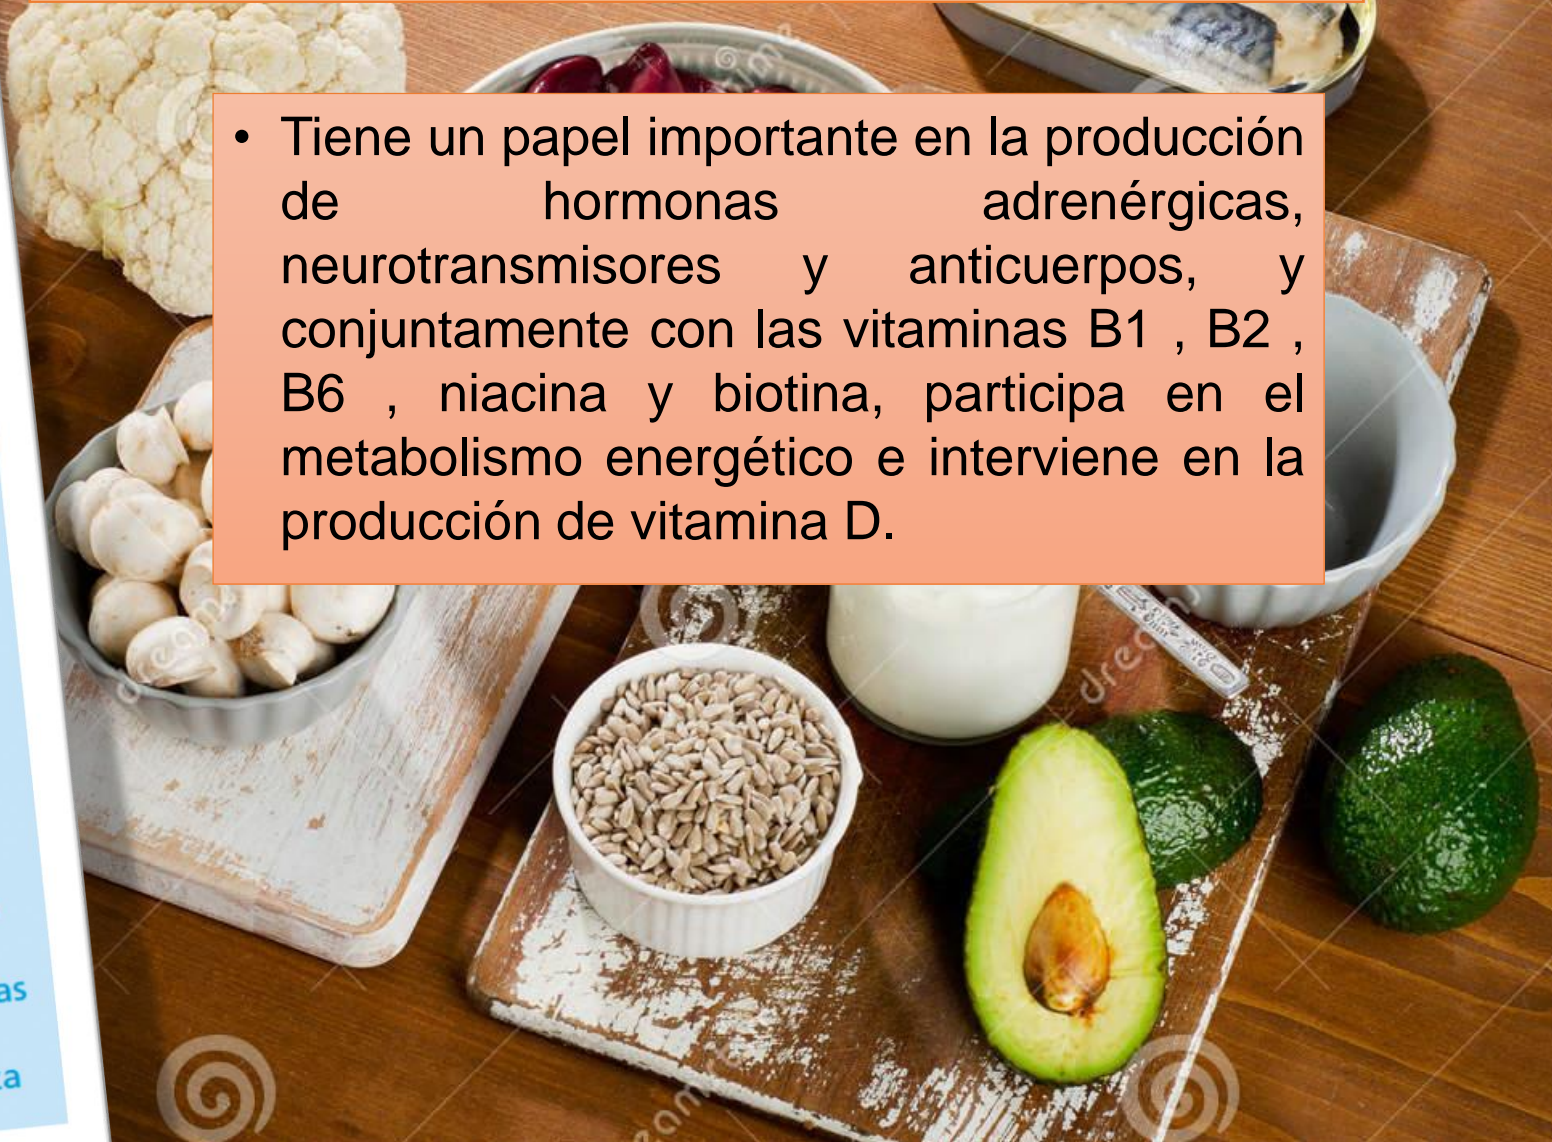 • Tiene un papel importante en la producción
de hormonas adrenérgicas,
neurotransmisores y anticuerpos, y
conjuntamente con las vitaminas B1 , B2 ,
B6 , niacina y biotina, participa en el
metabolismo energético e interviene en la
producción de vitamina D.
as